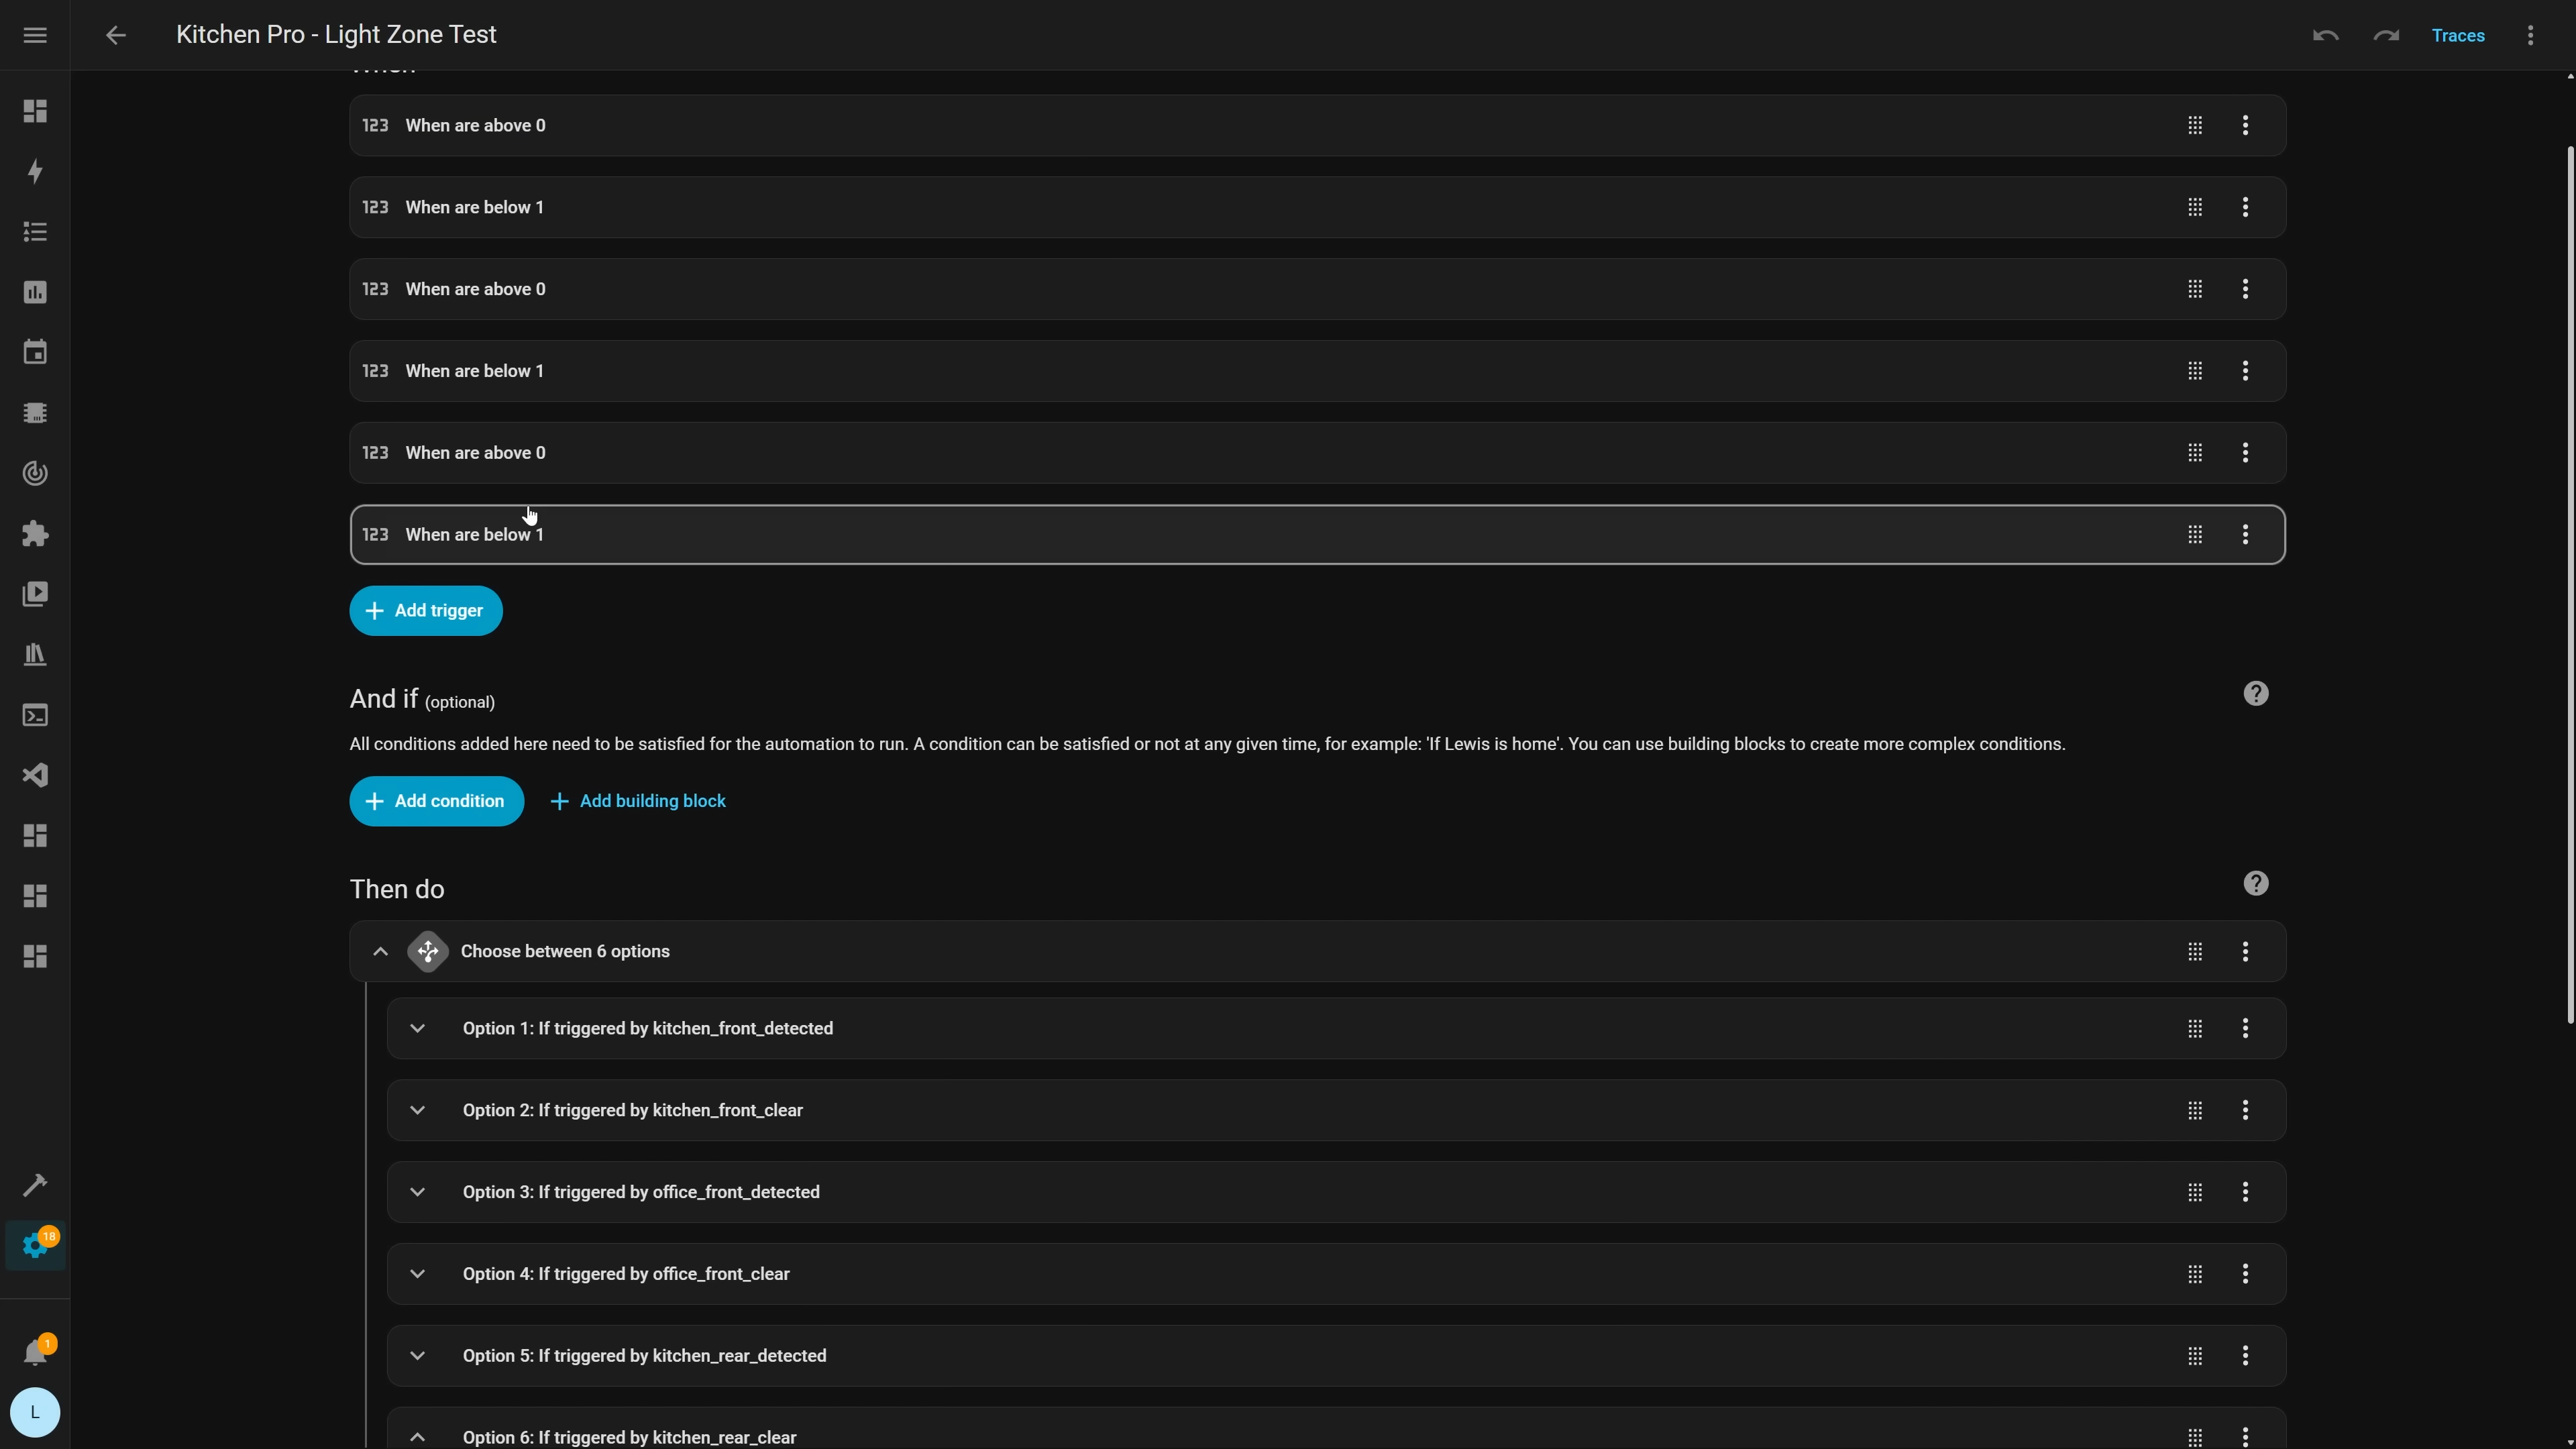 Kitchen Pro - Light Zone Test
Traces
When
123 When are above 0
123 When are below 1
123 When are above 0
123 When are below 1
123 When are above 0
123 When are below 1
Add trigger
And if (optional)
All conditions added here need to be satisfied for the automation to run. A condition can be satisfied or not at any given time, for example: 'If Lewis is home'. You can use building blocks to create more complex conditions.
Add condition
Add building block
Then do
Choose between 6 options
Option 1: If triggered by kitchen_front_detected
Option 2: If triggered by kitchen_front_clear
Option 3: If triggered by office_front_detected
Option 4: If triggered by office_front_clear
Option 5: If triggered by kitchen_rear_detected
18
1
L
Option 6: If triggered by kitchen_rear_clear